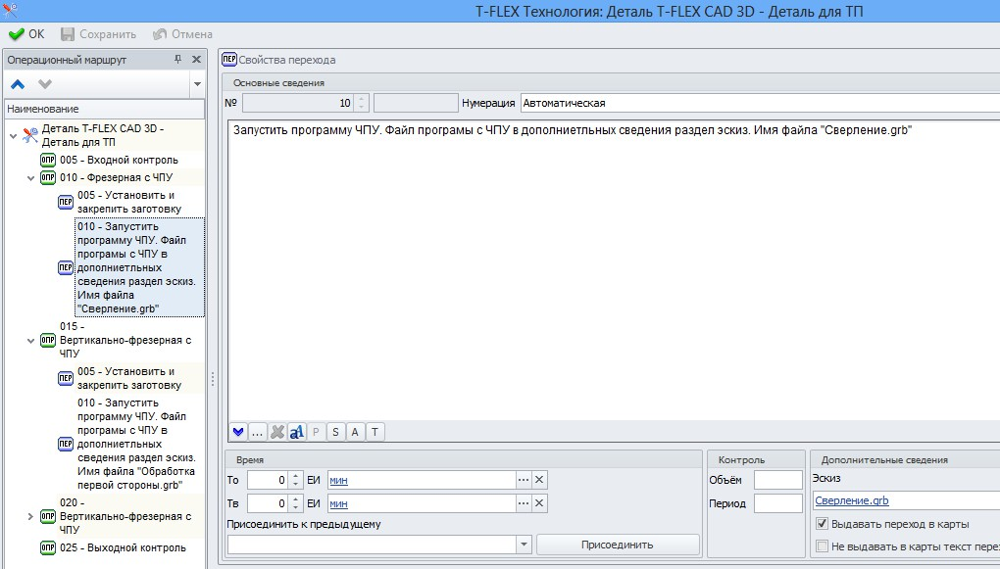 T-FLEX Технология: Деталь T-FLEX CAD 3D - Деталь для ТП
OK Сохранить Отмена
Операционный маршрут
Наименование
Деталь T-FLEX CAD 3D -
Деталь для ТП
ОПР 005 - Входной контроль
ОПР 010 - Фрезерная с ЧПУ
ПЕР 005 - Установить и
закрепить заготовку
010 - Запустить
программу ЧПУ. Файл
програмы с ЧПУ в
ПЕР дополниетльных
сведения раздел эскиз.
Имя файла
"Сверление.grb"
015 -
ОПР Вертикально-фрезерная с
ЧПУ
ПЕР 005 - Установить и
закрепить заготовку
010 - Запустить
программу ЧПУ. Файл
програмы с ЧПУ в
ПЕР дополниетльных
сведения раздел эскиз.
Имя файла "Обработка
первой стороны.grb"
020 -
ОПР Вертикально-фрезерная с
ЧПУ
ОПР 025 - Выходной контроль
ПЕР Свойства перехода
Основные сведения
№ 10 Нумерация Автоматическая
Запустить программу ЧПУ. Файл програмы с ЧПУ в дополниетльных сведения раздел эскиз. Имя файла "Сверление.grb"
... aA P S A T
Время
То 0 ЕИ мин ...
Тв 0 ЕИ мин ...
Присоединить к предыдущему
Присоединить
Контроль
Объём
Период
Дополнительные сведения
Эскиз
Сверление.grb
Выдавать переход в карты
Не выдавать в карты текст пере